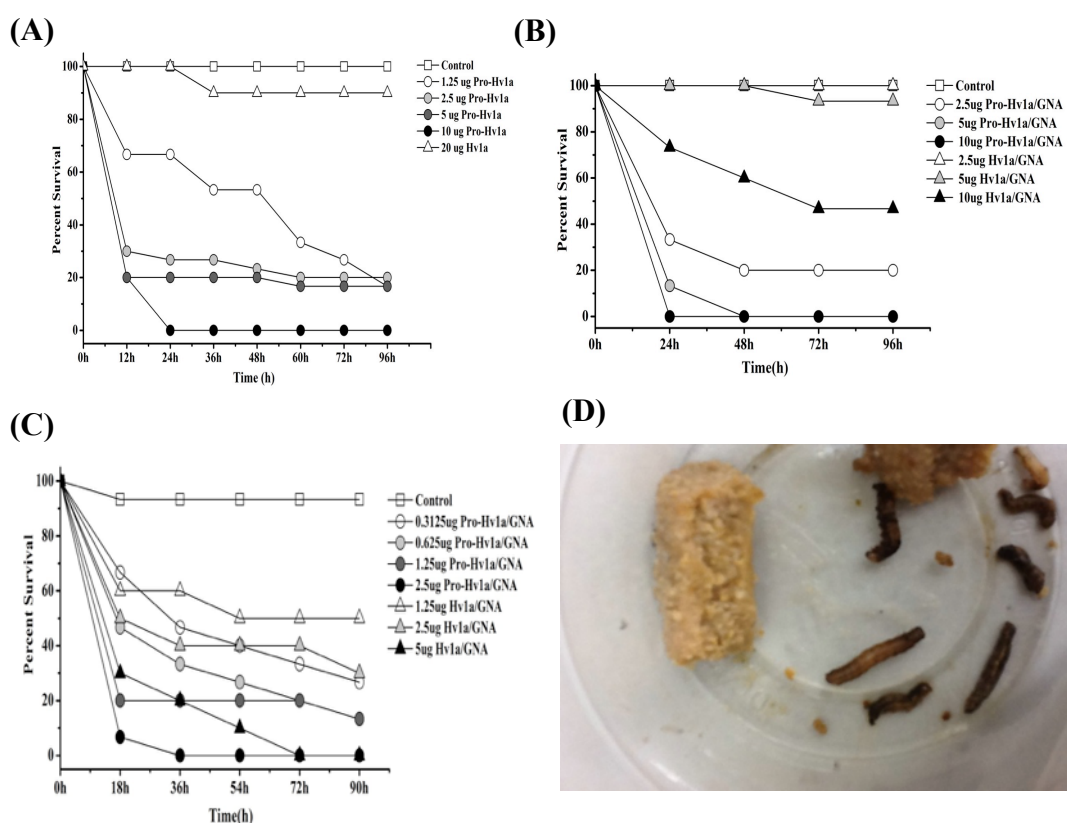 (A)
Percent Survival
100
80
60
40
20
0
0h 12h 24h 36h 48h 60h 72h 96h
Time (h)
Control
1.25 ug Pro-Hv1a
2.5 ug Pro-Hv1a
5 ug Pro-Hv1a
10 ug Pro-Hv1a
20 ug Hv1a
(B)
Percent Survival
100
80
60
40
20
0
0h 24h 48h 72h 96h
Time(h)
Control
2.5ug Pro-Hv1a/GNA
5ug Pro-Hv1a/GNA
10ug Pro-Hv1a/GNA
2.5ug Hv1a/GNA
5ug Hv1a/GNA
10ug Hv1a/GNA
(C)
Percent Survival
100
80
60
40
20
0
0h 18h 36h 54h 72h 90h
Time(h)
Control
0.3125ug Pro-Hv1a/GNA
0.625ug Pro-Hv1a/GNA
1.25ug Pro-Hv1a/GNA
2.5ug Pro-Hv1a/GNA
1.25ug Hv1a/GNA
2.5ug Hv1a/GNA
5ug Hv1a/GNA
(D)